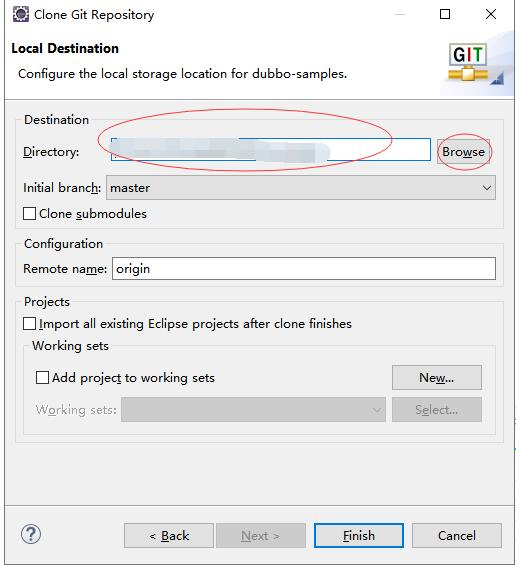 Clone Git Repository
Local Destination
Configure the local storage location for dubbo-samples.
GIT
Destination
Directory:
Browse
Initial branch: master
Clone submodules
Configuration
Remote name: origin
Projects
Import all existing Eclipse projects after clone finishes
Working sets
Add project to working sets
New...
Working sets:
Select...
?
< Back
Next >
Finish
Cancel